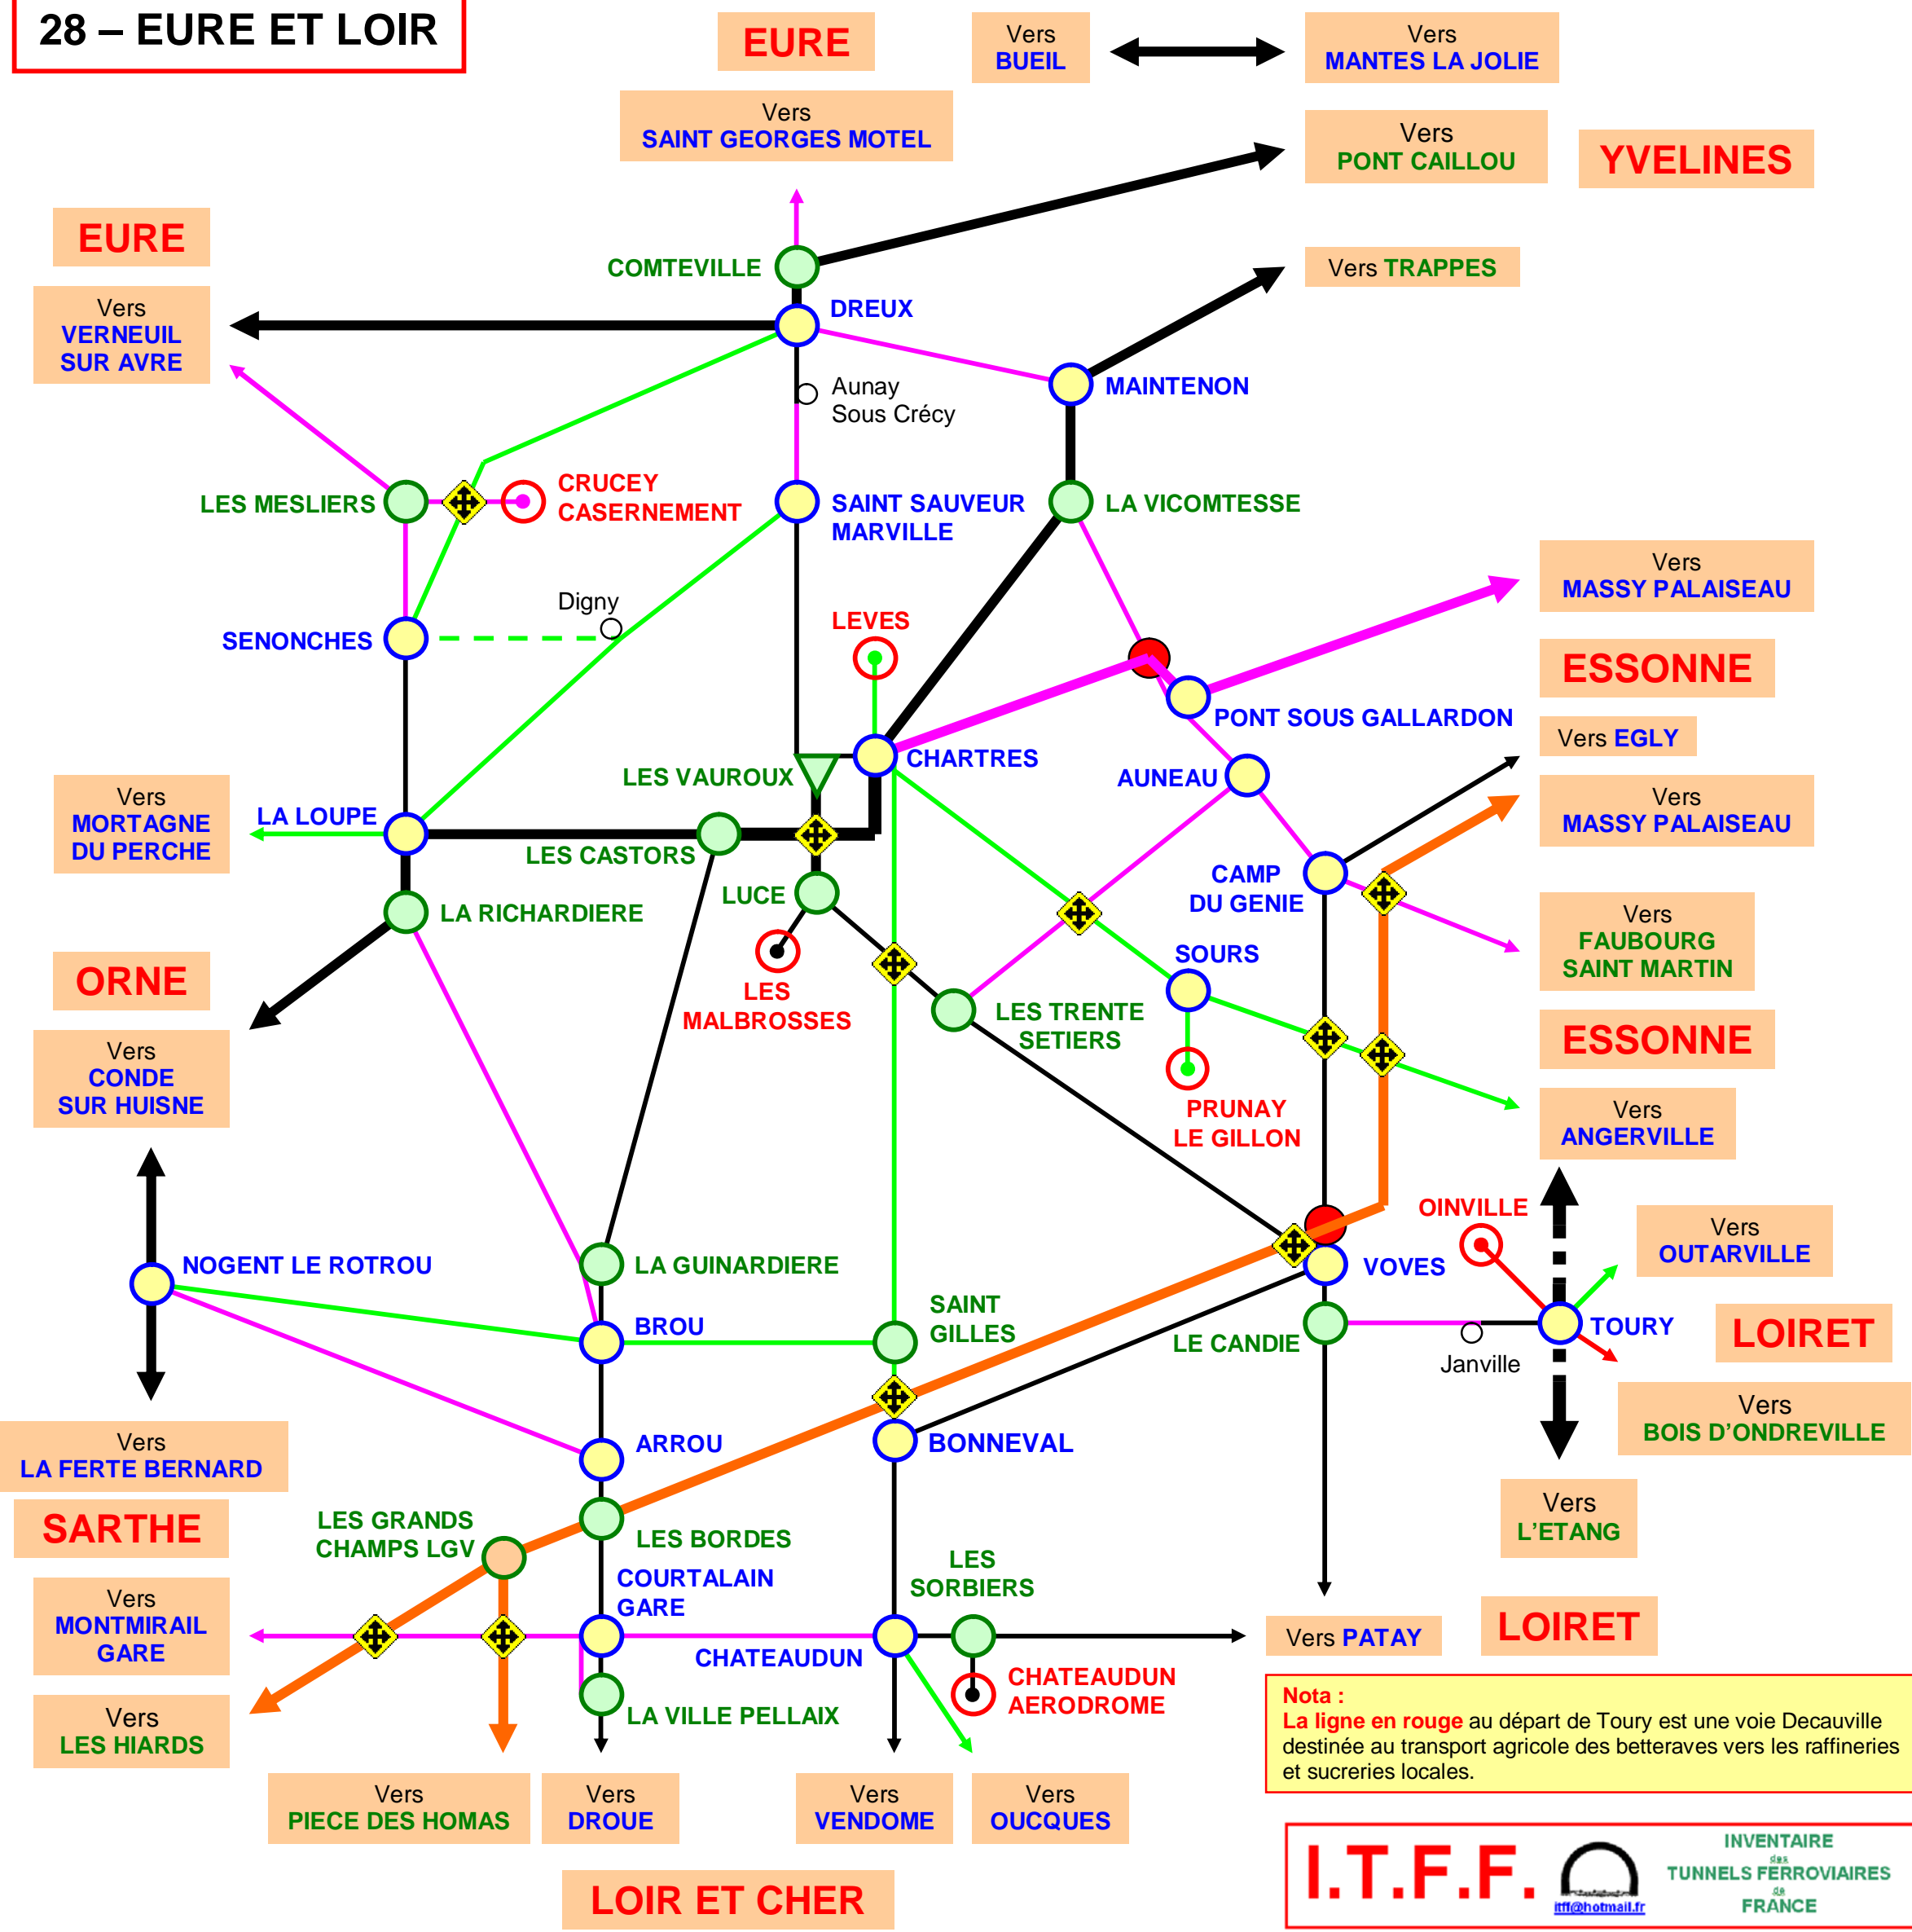 28 – EURE ET LOIR
EURE
Vers
BUEIL
Vers
MANTES LA JOLIE
Vers
SAINT GEORGES MOTEL
Vers
PONT CAILLOU
YVELINES
EURE
COMTEVILLE
Vers TRAPPES
Vers
VERNEUIL
SUR AVRE
DREUX
MAINTENON
Aunay
Sous Crécy
LES MESLIERS
CRUCEY
CASERNEMENT
SAINT SAUVEUR
MARVILLE
LA VICOMTESSE
Vers
MASSY PALAISEAU
Digny
LEVES
SENONCHES
ESSONNE
PONT SOUS GALLARDON
Vers EGLY
LES VAUROUX
CHARTRES
AUNEAU
Vers
MORTAGNE
DU PERCHE
LA LOUPE
Vers
MASSY PALAISEAU
LES CASTORS
LUCE
CAMP
DU GENIE
LA RICHARDIERE
Vers
FAUBOURG
SAINT MARTIN
ORNE
SOURS
LES
MALBROSSES
LES TRENTE
SETIERS
ESSONNE
Vers
CONDE
SUR HUISNE
PRUNAY
LE GILLON
Vers
ANGERVILLE
OINVILLE
Vers
OUTARVILLE
NOGENT LE ROTROU
LA GUINARDIERE
VOVES
SAINT
GILLES
BROU
LE CANDIE
TOURY
LOIRET
Janville
Vers
BOIS D'ONDREVILLE
Vers
LA FERTE BERNARD
ARROU
BONNEVAL
SARTHE
LES GRANDS
CHAMPS LGV
LES BORDES
Vers
L’ETANG
LES
SORBIERS
COURTALAIN
GARE
Vers
MONTMIRAIL
GARE
CHATEAUDUN
Vers PATAY
LOIRET
CHATEAUDUN
AERODROME
LA VILLE PELLAIX
Vers
LES HIARDS
Nota :
La ligne en rouge au départ de Toury est une voie Decauville
destinée au transport agricole des betteraves vers les raffineries
et sucreries locales.
Vers
PIECE DES HOMAS
Vers
DROUE
Vers
VENDOME
Vers
OUCQUES
LOIR ET CHER
I.T.F.F.
itff@hotmail.fr
INVENTAIRE
des
TUNNELS FERROVIAIRES
de
FRANCE